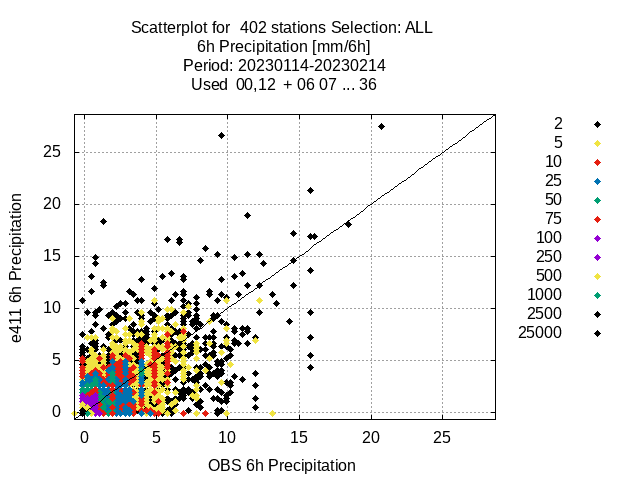 Scatterplot for  402 stations Selection: ALL
6h Precipitation [mm/6h]
Period: 20230114-20230214
Used  00,12  + 06 07 ... 36
e411 6h Precipitation
25
20
15
10
5
0
0 5 10 15 20 25
OBS 6h Precipitation
2
5
10
25
50
75
100
250
500
1000
2500
25000